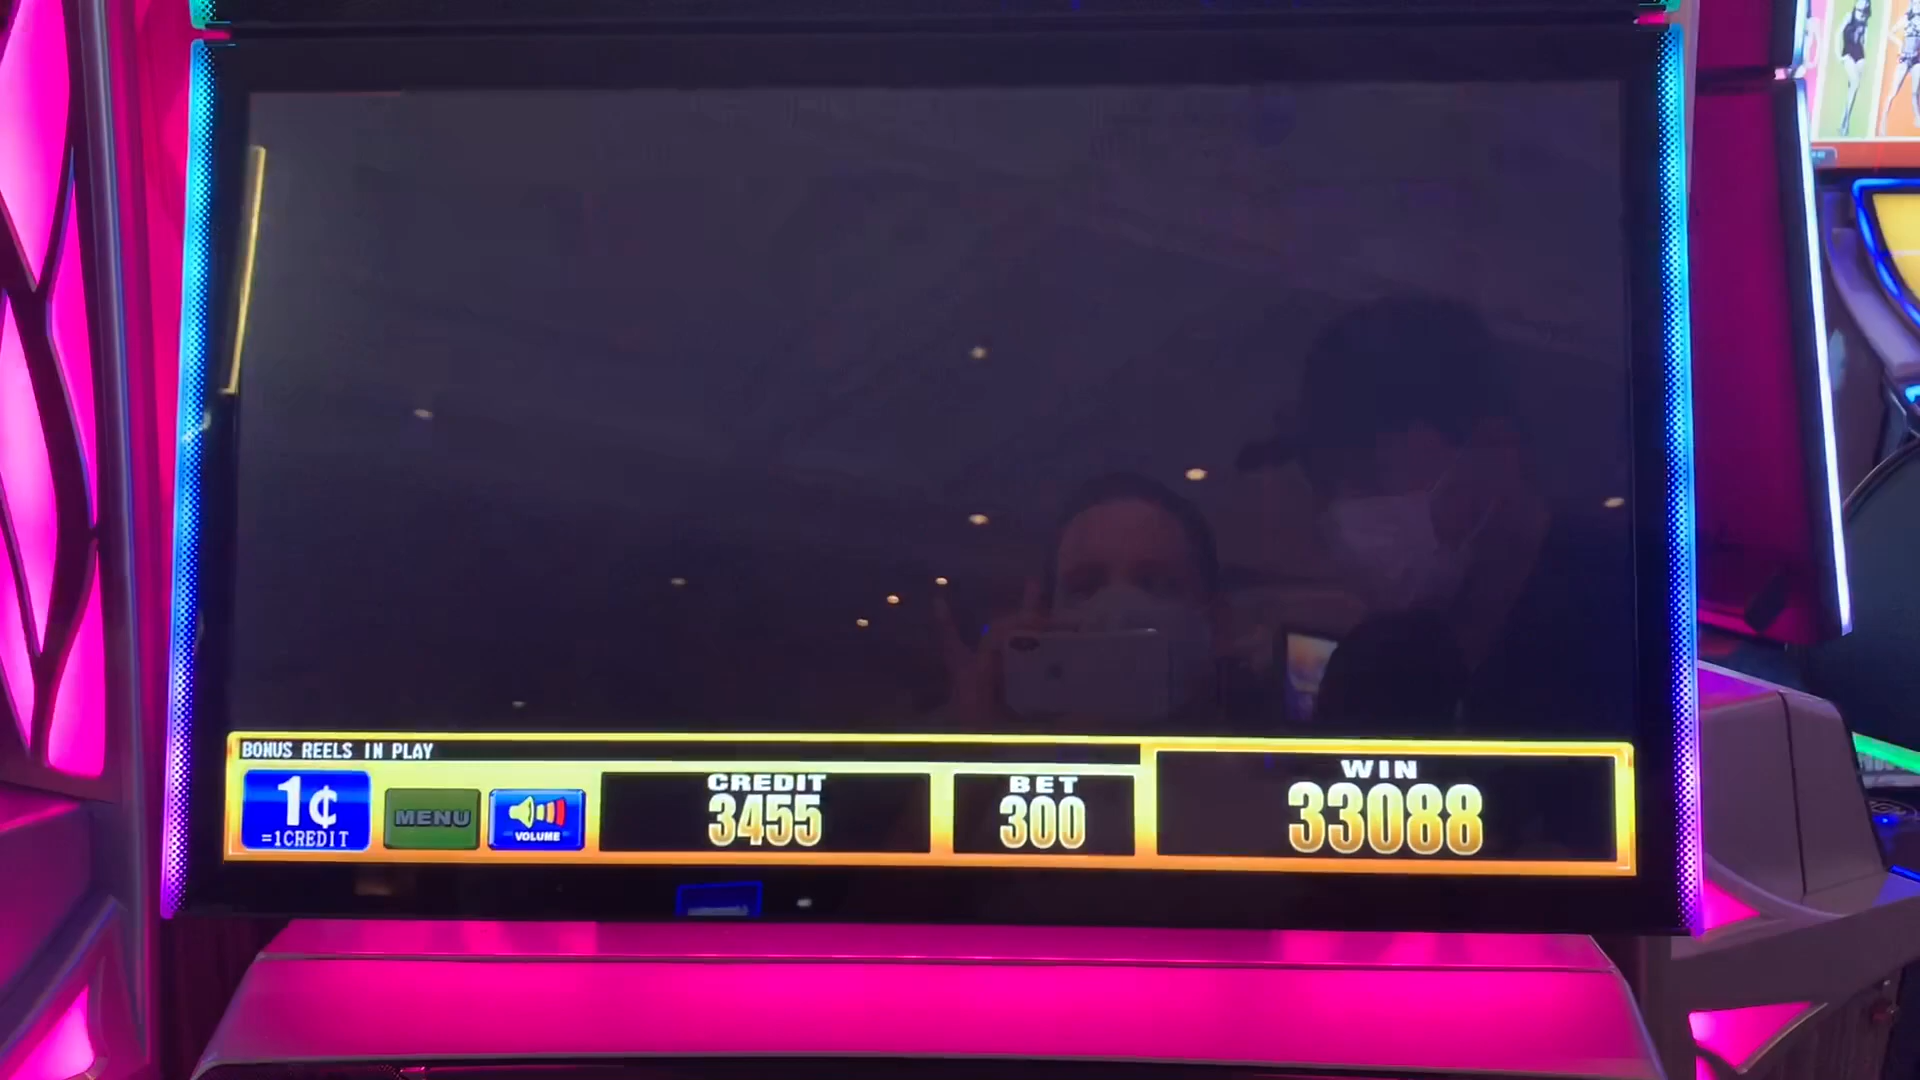 BONUS REELS IN PLAY
1¢
=1CREDIT
MENU
VOLUME
CREDIT
3455
BET
300
WIN
33088